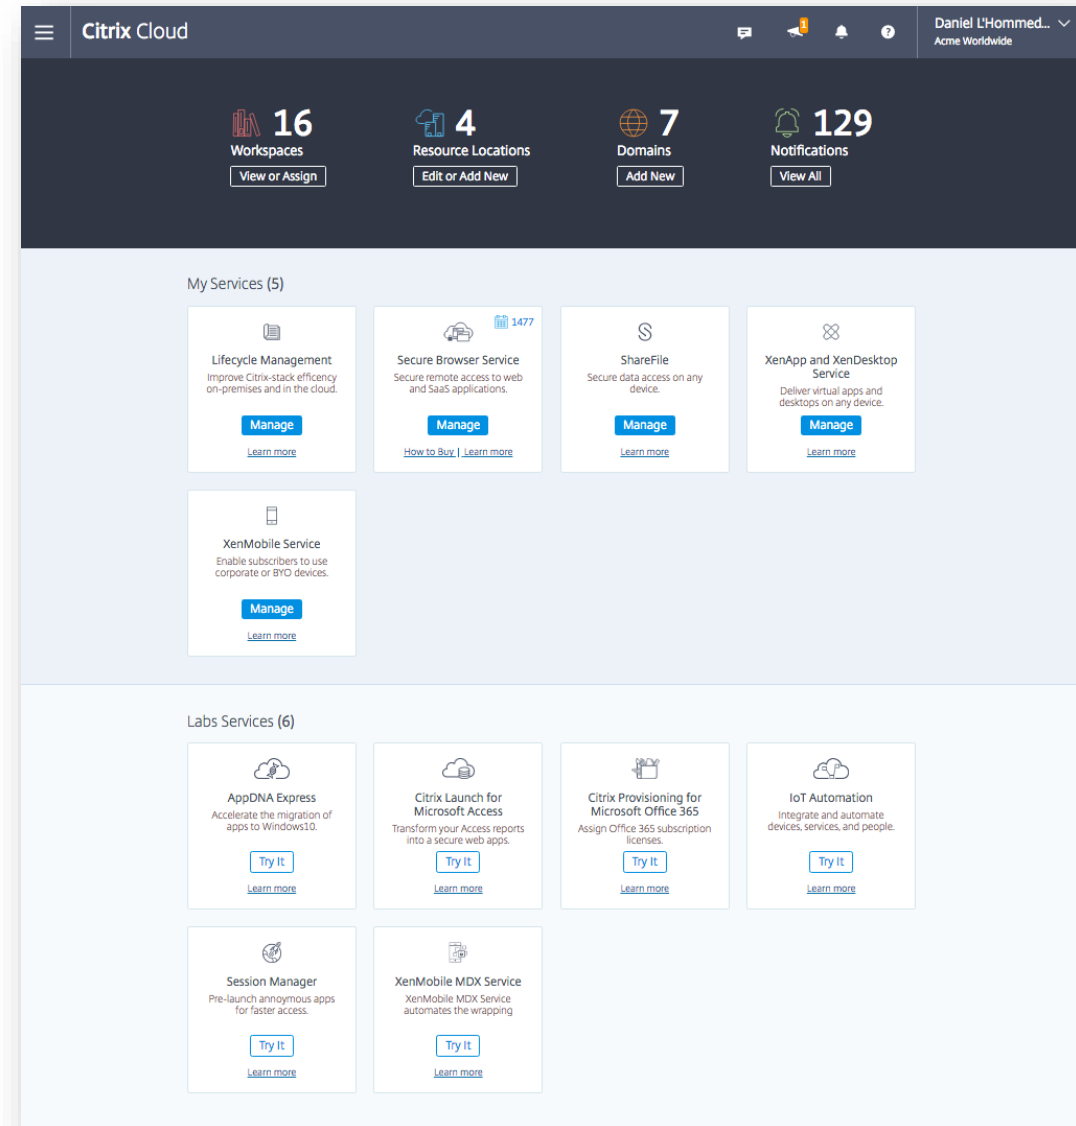 Citrix Cloud
1
Daniel L'Hommed...
Acme Worldwide
16
Workspaces
View or Assign
4
Resource Locations
Edit or Add New
7
Domains
Add New
129
Notifications
View All
My Services (5)
Lifecycle Management
Improve Citrix-stack efficency
on-premises and in the cloud.
Manage
Learn more
1477
Secure Browser Service
Secure remote access to web
and SaaS applications.
Manage
How to Buy | Learn more
ShareFile
Secure data access on any
device.
Manage
Learn more
XenApp and XenDesktop
Service
Deliver virtual apps and
desktops on any device.
Manage
Learn more
XenMobile Service
Enable subscribers to use
corporate or BYO devices.
Manage
Learn more
Labs Services (6)
AppDNA Express
Accelerate the migration of
apps to Windows10.
Try It
Learn more
Citrix Launch for
Microsoft Access
Transform your Access reports
into a secure web apps.
Try It
Learn more
Citrix Provisioning for
Microsoft Office 365
Assign Office 365 subscription
licenses.
Try It
Learn more
IoT Automation
Integrate and automate
devices, services, and people.
Try It
Learn more
Session Manager
Pre-launch annoymous apps
for faster access.
Try It
Learn more
XenMobile MDX Service
XenMobile MDX Service
automates the wrapping
Try It
Learn more